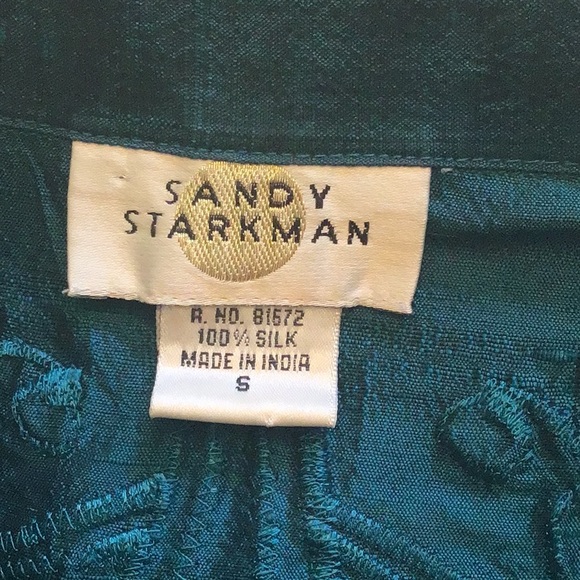 SANDY
STARKMAN
R. NO. 81572
100% SILK
MADE IN INDIA
S